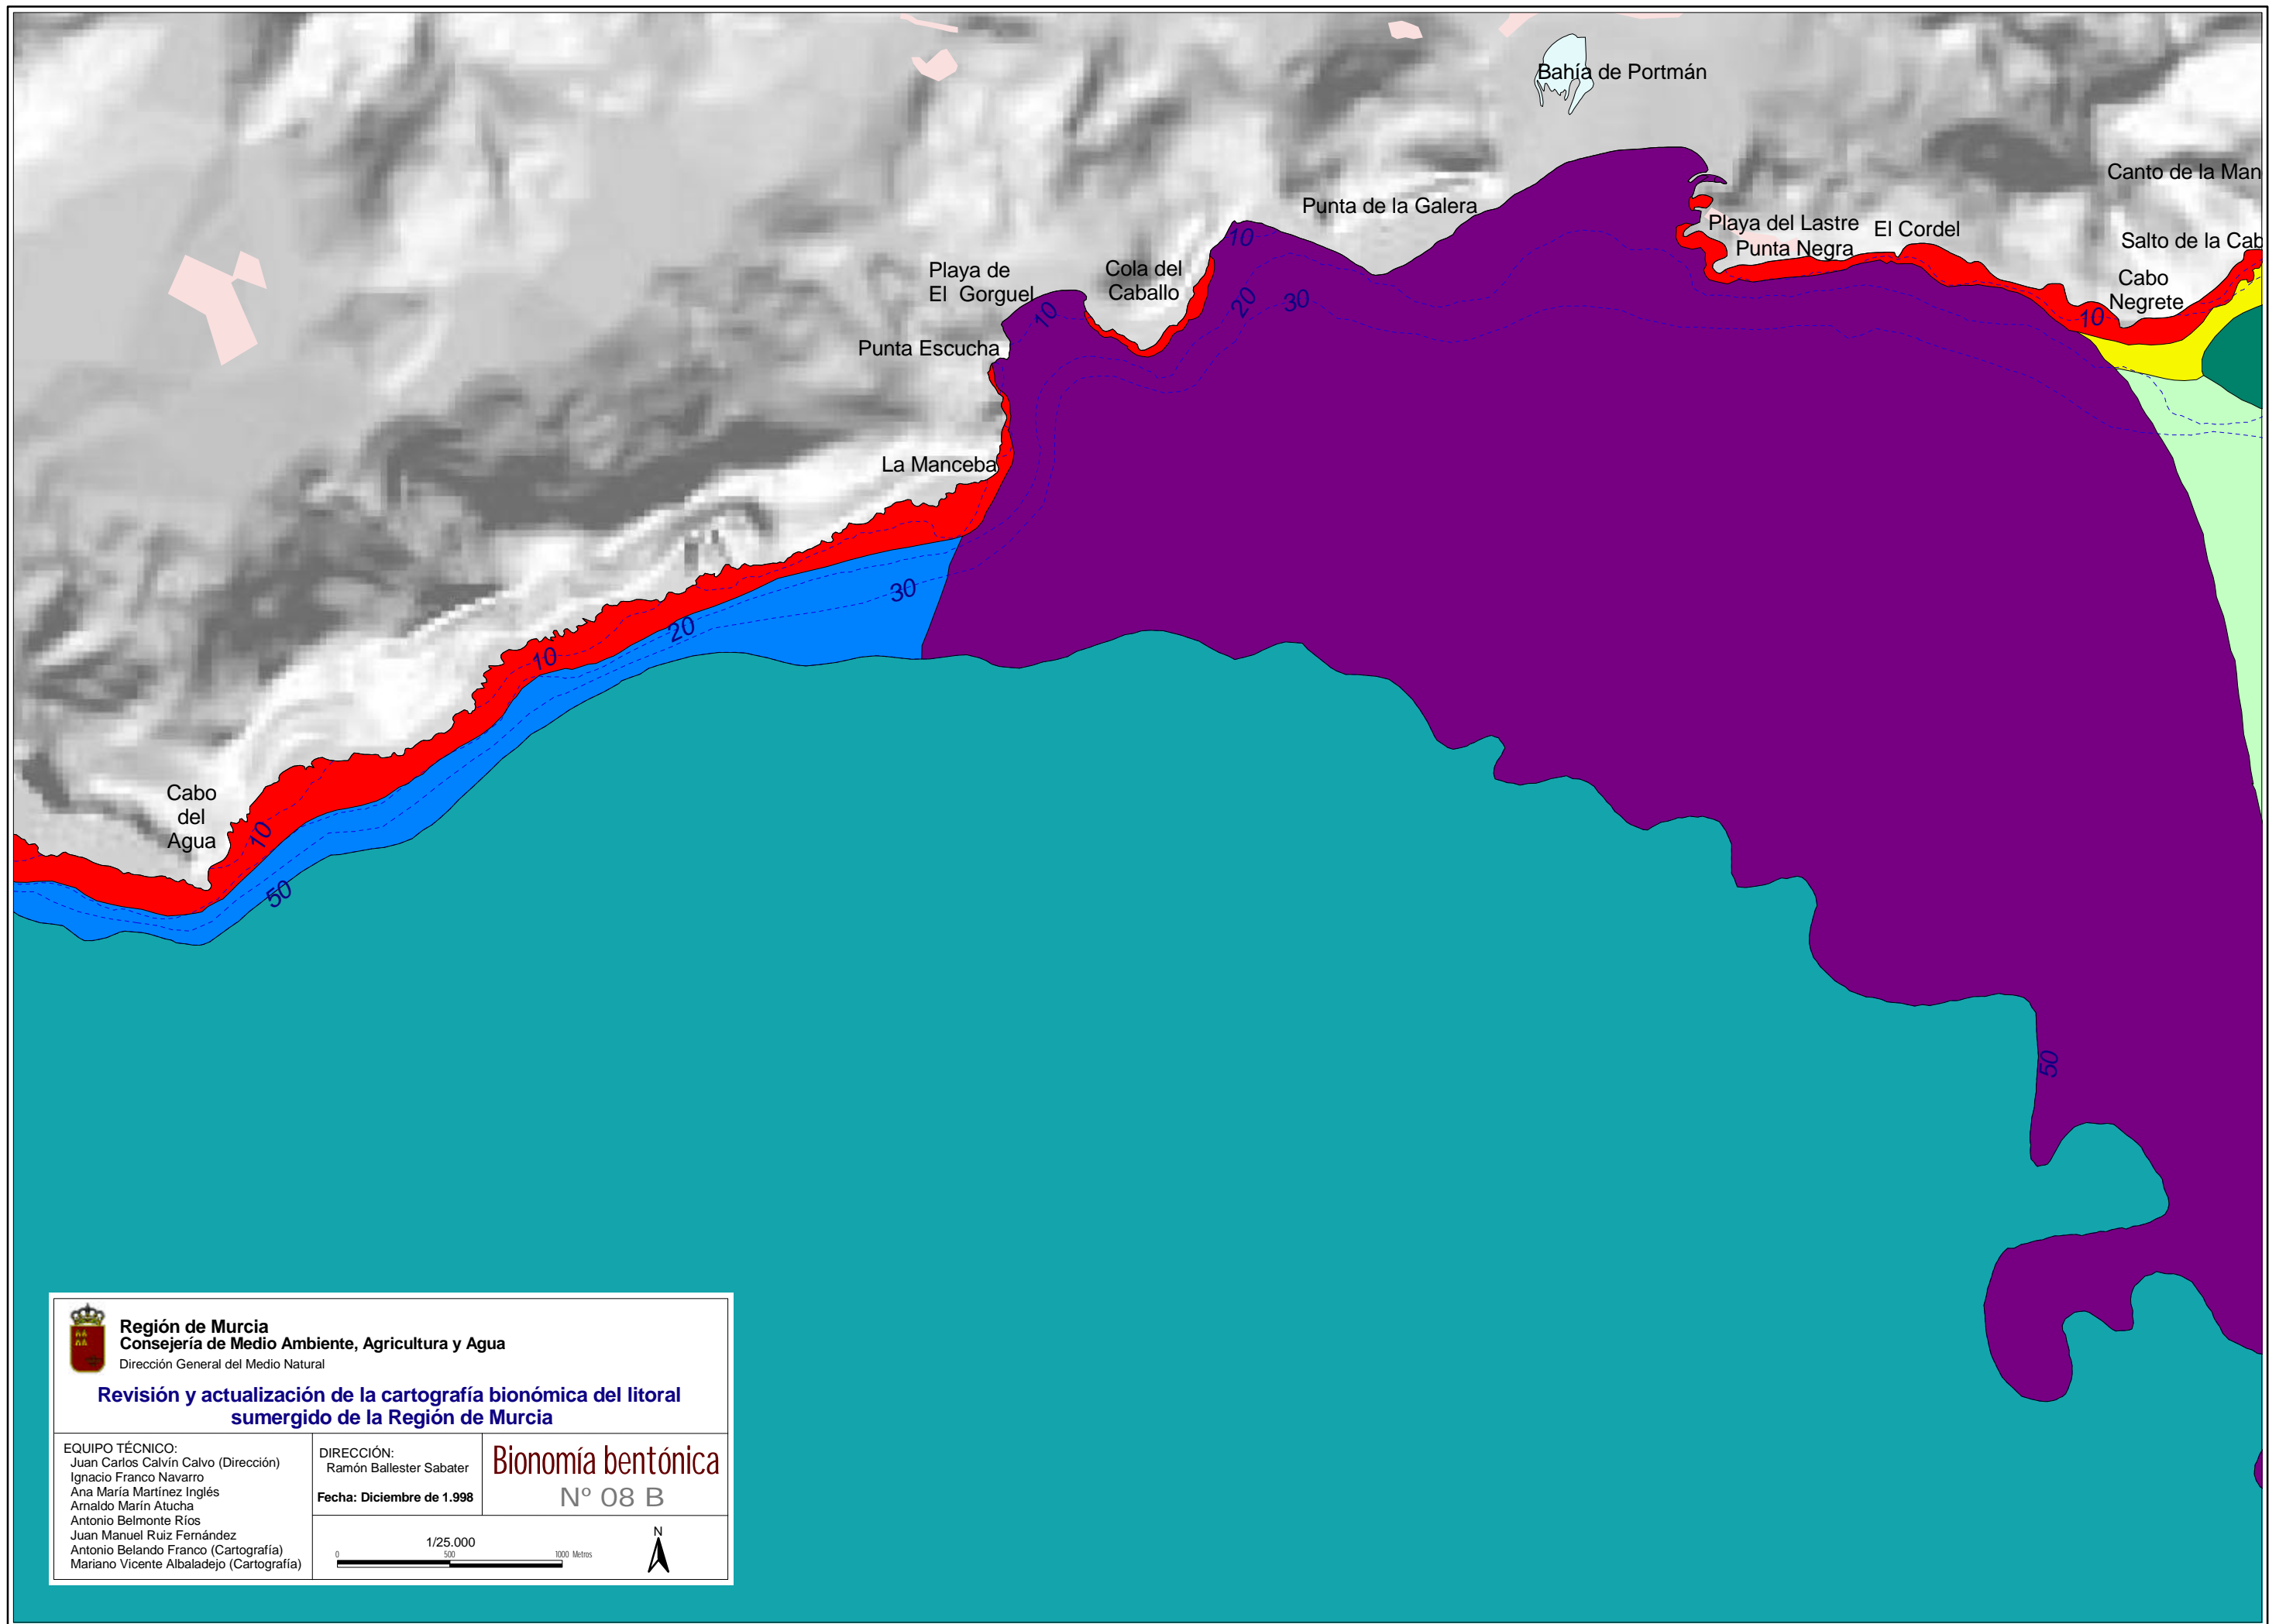 Bahía de Portmán
Canto de la Man
Punta de la Galera
Playa del Lastre
El Cordel
Punta Negra
Salto de la Cab
10
Playa de
El Gorguel
Cola del
Caballo
Cabo
Negrete
20
30
10
10
Punta Escucha
La Manceba
30
20
10
Cabo
del
Agua
10
50
50
Región de Murcia
Consejería de Medio Ambiente, Agricultura y Agua
Dirección General del Medio Natural
Revisión y actualización de la cartografía bionómica del litoral
sumergido de la Región de Murcia
EQUIPO TÉCNICO:
Juan Carlos Calvín Calvo (Dirección)
Ignacio Franco Navarro
Ana María Martínez Inglés
Arnaldo Marín Atucha
Antonio Belmonte Ríos
Juan Manuel Ruiz Fernández
Antonio Belando Franco (Cartografía)
Mariano Vicente Albaladejo (Cartografía)
DIRECCIÓN:
Ramón Ballester Sabater
Fecha: Diciembre de 1.998
Bionomía bentónica
Nº 08 B
1/25.000
0 500 1000 Metros
N